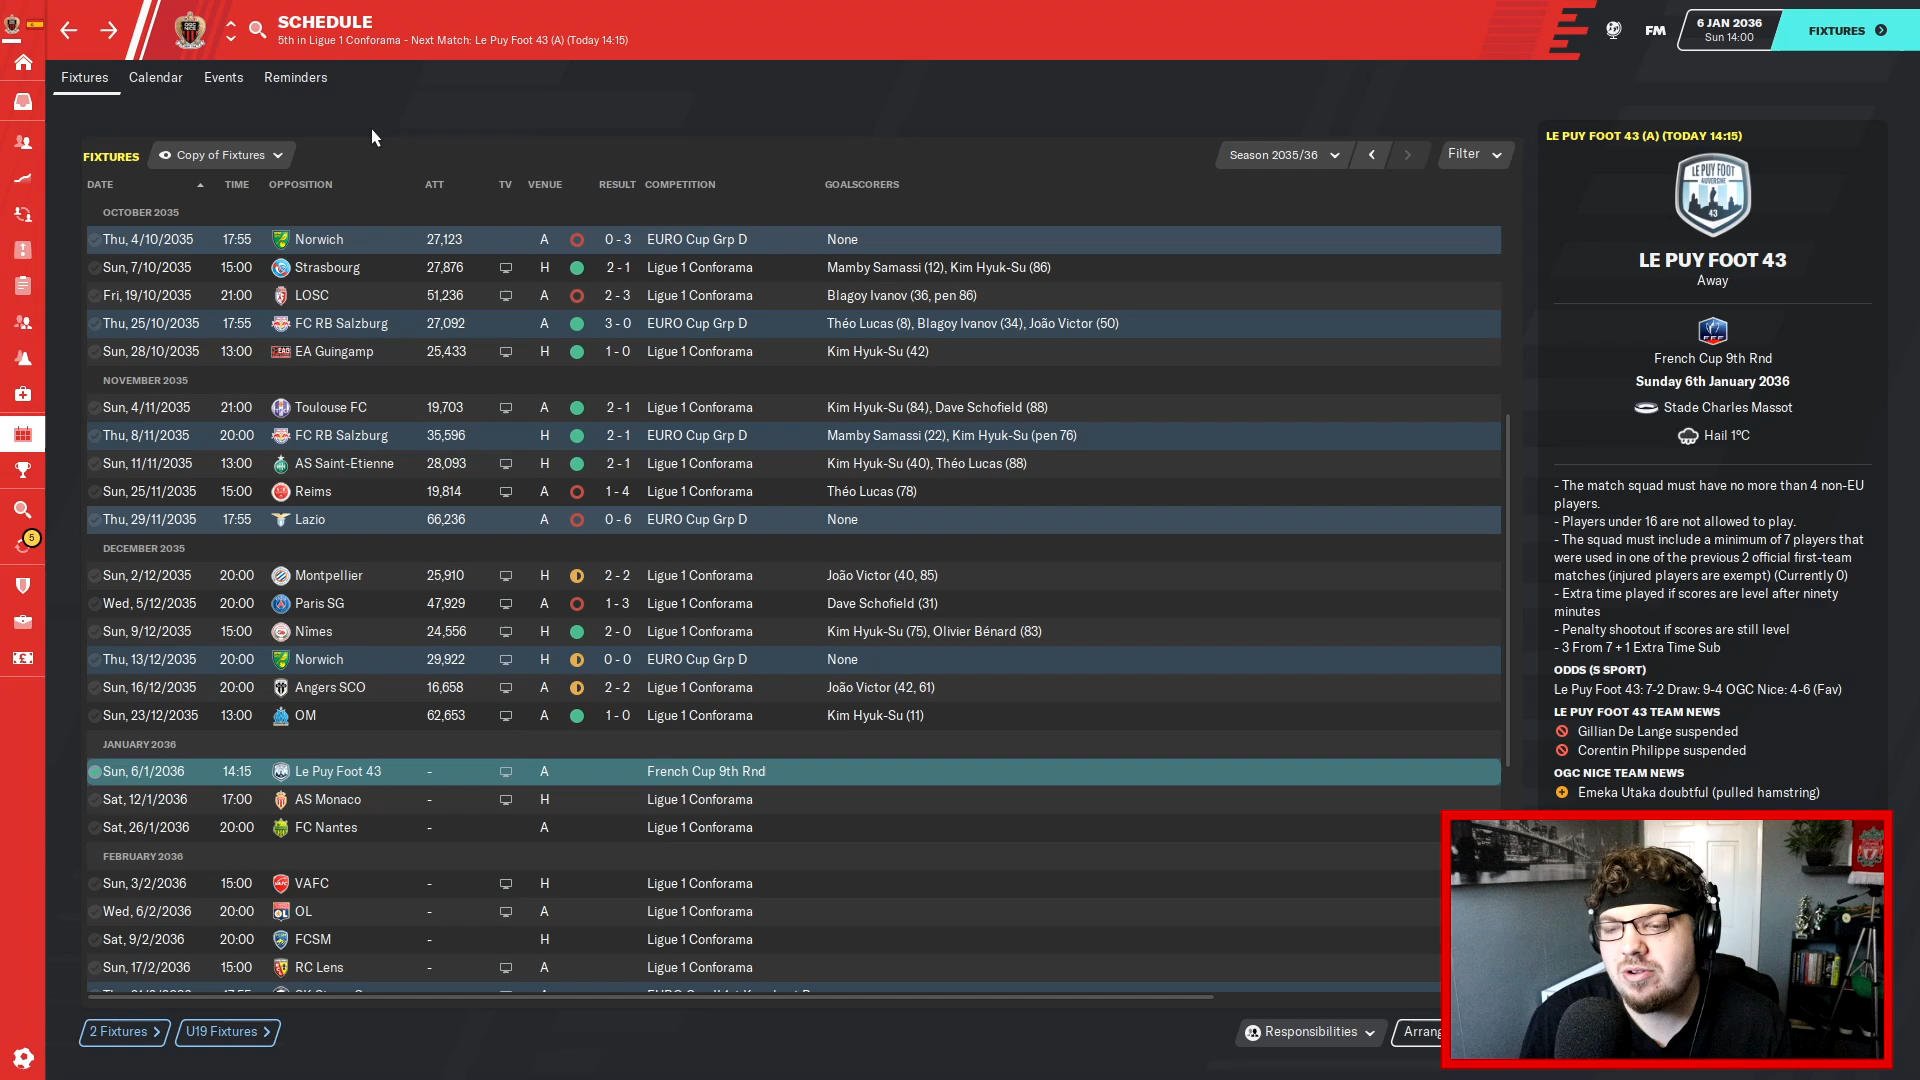 SCHEDULE
5th in Ligue 1 Conforama - Next Match: Le Puy Foot 43 (A) (Today 14:15)
FM
6 JAN 2036
Sun 14:00
FIXTURES
Fixtures Calendar Events Reminders
FIXTURES Copy of Fixtures Season 2035/36 Filter
DATE TIME OPPOSITION ATT TV VENUE RESULT COMPETITION GOALSCORERS
OCTOBER 2035
Thu, 4/10/2035 17:55 Norwich 27,123 A 0 - 3 EURO Cup Grp D None
Sun, 7/10/2035 15:00 Strasbourg 27,876 H 2 - 1 Ligue 1 Conforama Mamby Samassi (12), Kim Hyuk-Su (86)
Fri, 19/10/2035 21:00 LOSC 51,236 A 2 - 3 Ligue 1 Conforama Blagoy Ivanov (36, pen 86)
Thu, 25/10/2035 17:55 FC RB Salzburg 27,092 A 3 - 0 EURO Cup Grp D Théo Lucas (8), Blagoy Ivanov (34), João Victor (50)
Sun, 28/10/2035 13:00 EA Guingamp 25,433 H 1 - 0 Ligue 1 Conforama Kim Hyuk-Su (42)
NOVEMBER 2035
Sun, 4/11/2035 21:00 Toulouse FC 19,703 A 2 - 1 Ligue 1 Conforama Kim Hyuk-Su (84), Dave Schofield (88)
Thu, 8/11/2035 20:00 FC RB Salzburg 35,596 H 2 - 1 EURO Cup Grp D Mamby Samassi (22), Kim Hyuk-Su (pen 76)
Sun, 11/11/2035 13:00 AS Saint-Etienne 28,093 H 2 - 1 Ligue 1 Conforama Kim Hyuk-Su (40), Théo Lucas (88)
Sun, 25/11/2035 15:00 Reims 19,814 A 1 - 4 Ligue 1 Conforama Théo Lucas (78)
Thu, 29/11/2035 17:55 Lazio 66,236 A 0 - 6 EURO Cup Grp D None
DECEMBER 2035
Sun, 2/12/2035 20:00 Montpellier 25,910 H 2 - 2 Ligue 1 Conforama João Victor (40, 85)
Wed, 5/12/2035 20:00 Paris SG 47,929 A 1 - 3 Ligue 1 Conforama Dave Schofield (31)
Sun, 9/12/2035 15:00 Nîmes 24,556 H 2 - 0 Ligue 1 Conforama Kim Hyuk-Su (75), Olivier Bénard (83)
Thu, 13/12/2035 20:00 Norwich 29,922 H 0 - 0 EURO Cup Grp D None
Sun, 16/12/2035 20:00 Angers SCO 16,658 A 2 - 2 Ligue 1 Conforama João Victor (42, 61)
Sun, 23/12/2035 13:00 OM 62,653 A 1 - 0 Ligue 1 Conforama Kim Hyuk-Su (11)
JANUARY 2036
Sun, 6/1/2036 14:15 Le Puy Foot 43 - A French Cup 9th Rnd
Sat, 12/1/2036 17:00 AS Monaco - H Ligue 1 Conforama
Sat, 26/1/2036 20:00 FC Nantes - A Ligue 1 Conforama
FEBRUARY 2036
Sun, 3/2/2036 15:00 VAFC - H Ligue 1 Conforama
Wed, 6/2/2036 20:00 OL - A Ligue 1 Conforama
Sat, 9/2/2036 20:00 FCSM - H Ligue 1 Conforama
Sun, 17/2/2036 15:00 RC Lens - A Ligue 1 Conforama
2 Fixtures U19 Fixtures Responsibilities Arrang
5
LE PUY FOOT 43 (A) (TODAY 14:15)
LE PUY FOOT
AUVERGNE
43
LE PUY FOOT 43
Away
French Cup 9th Rnd
Sunday 6th January 2036
Stade Charles Massot
Hail 1ºC
- The match squad must have no more than 4 non-EU
players.
- Players under 16 are not allowed to play.
- The squad must include a minimum of 7 players that
were used in one of the previous 2 official first-team
matches (injured players are exempt) (Currently 0)
- Extra time played if scores are level after ninety
minutes
- Penalty shootout if scores are still level
- 3 From 7 + 1 Extra Time Sub
ODDS (S SPORT)
Le Puy Foot 43: 7-2 Draw: 9-4 OGC Nice: 4-6 (Fav)
LE PUY FOOT 43 TEAM NEWS
Gillian De Lange suspended
Corentin Philippe suspended
OGC NICE TEAM NEWS
Emeka Utaka doubtful (pulled hamstring)